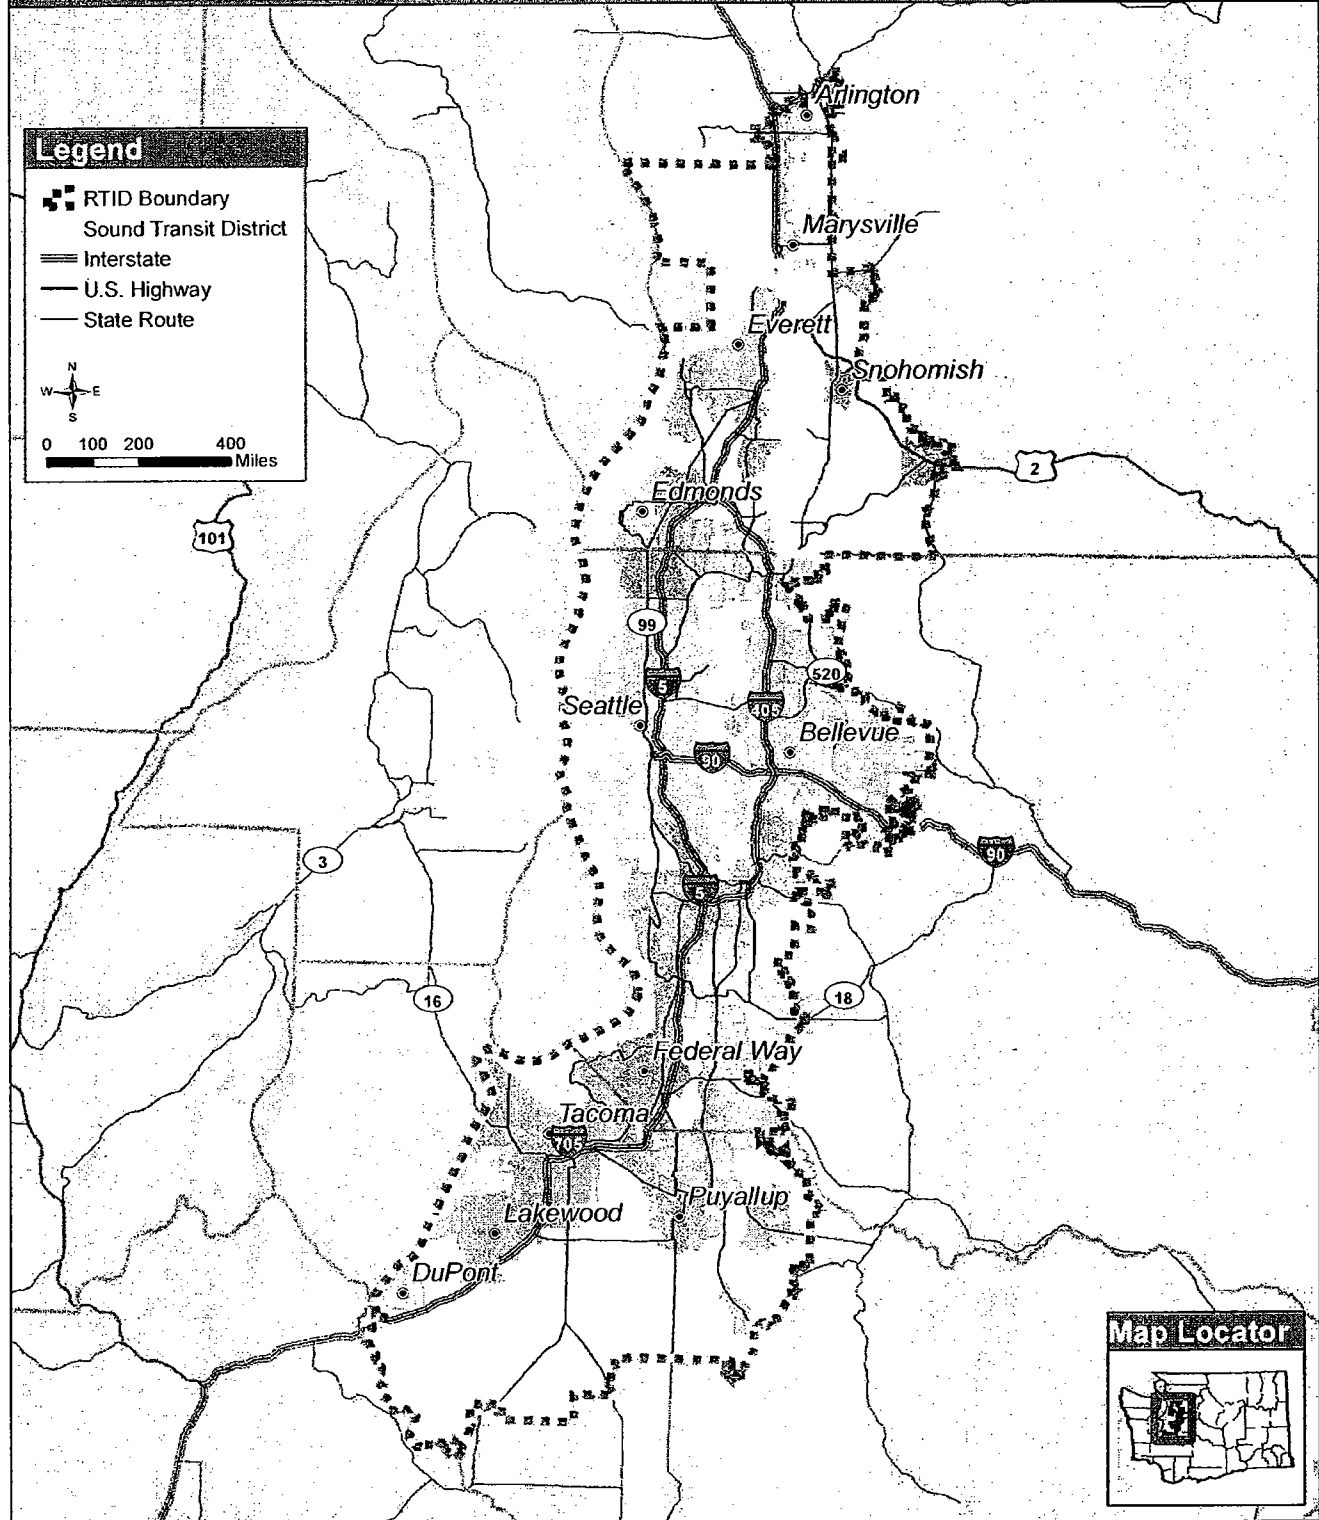 Legend
RTID Boundary
Sound Transit District
Interstate
U.S. Highway
State Route
N
W E
S
0 100 200 400
Miles
Arlington
Marysville
Everett
Snohomish
2
Edmonds
101
99
520
5
405
Seattle
Bellevue
90
3
90
5
16
18
Federal Way
Tacoma
705
Puyallup
Lakewood
DuPont
Map Locator